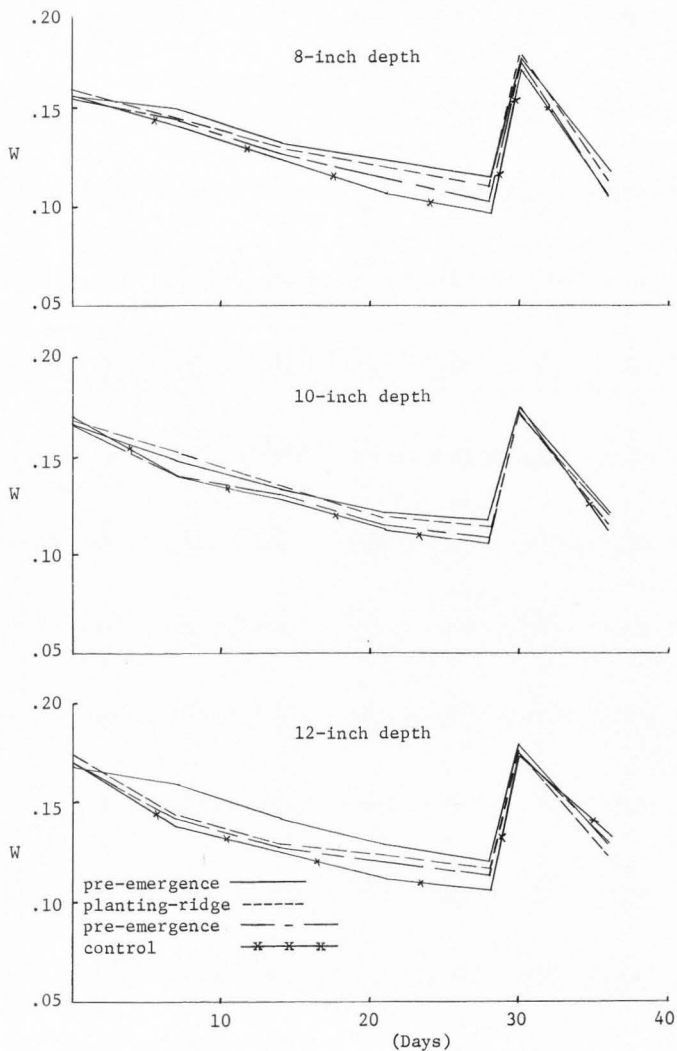 .20
8-inch depth
.15
W
.10
.05
.20
10-inch depth
.15
W
.10
.05
.20
12-inch depth
.15
W
pre-emergence
planting-ridge
.10
pre-emergence
control x x x
.05
10 20 30 40
(Days)